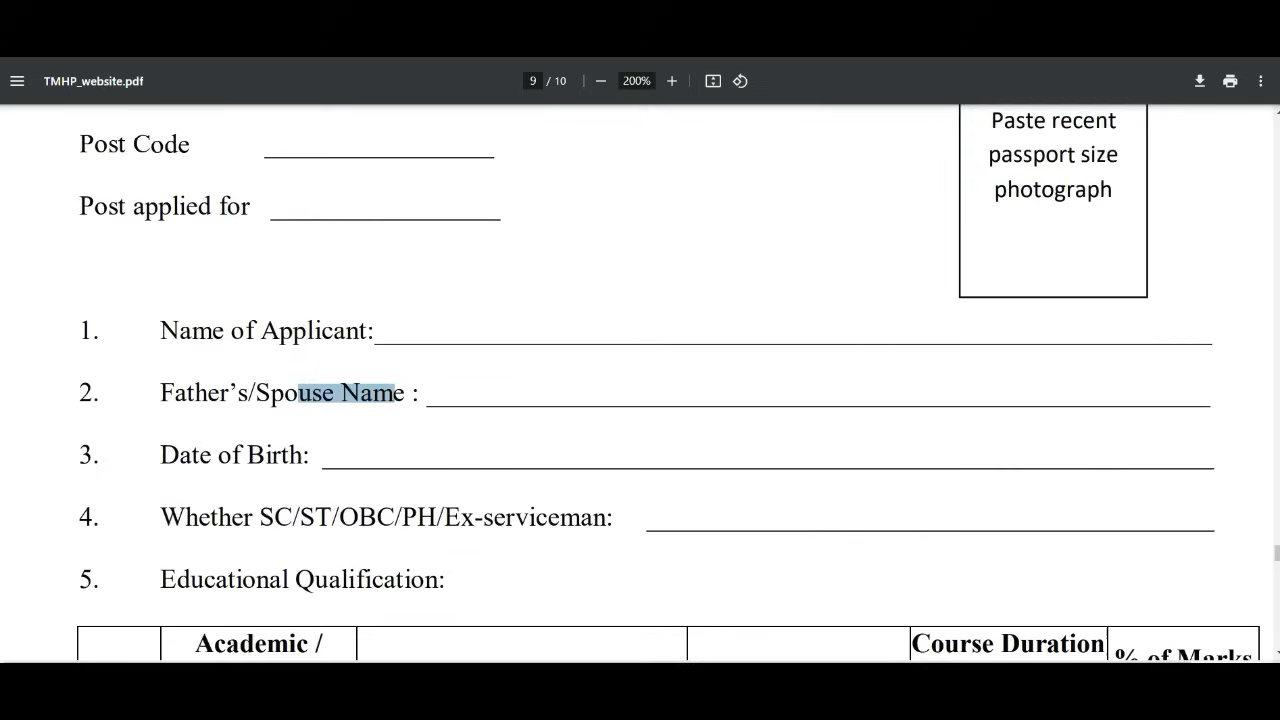 TMHP_website.pdf
9 / 10
200%
Paste recent
passport size
photograph
Post Code
Post applied for
1. Name of Applicant:
2. Father’s/Spouse Name :
3. Date of Birth:
4. Whether SC/ST/OBC/PH/Ex-serviceman:
5. Educational Qualification:
Academic /
Course Duration
% of Marks